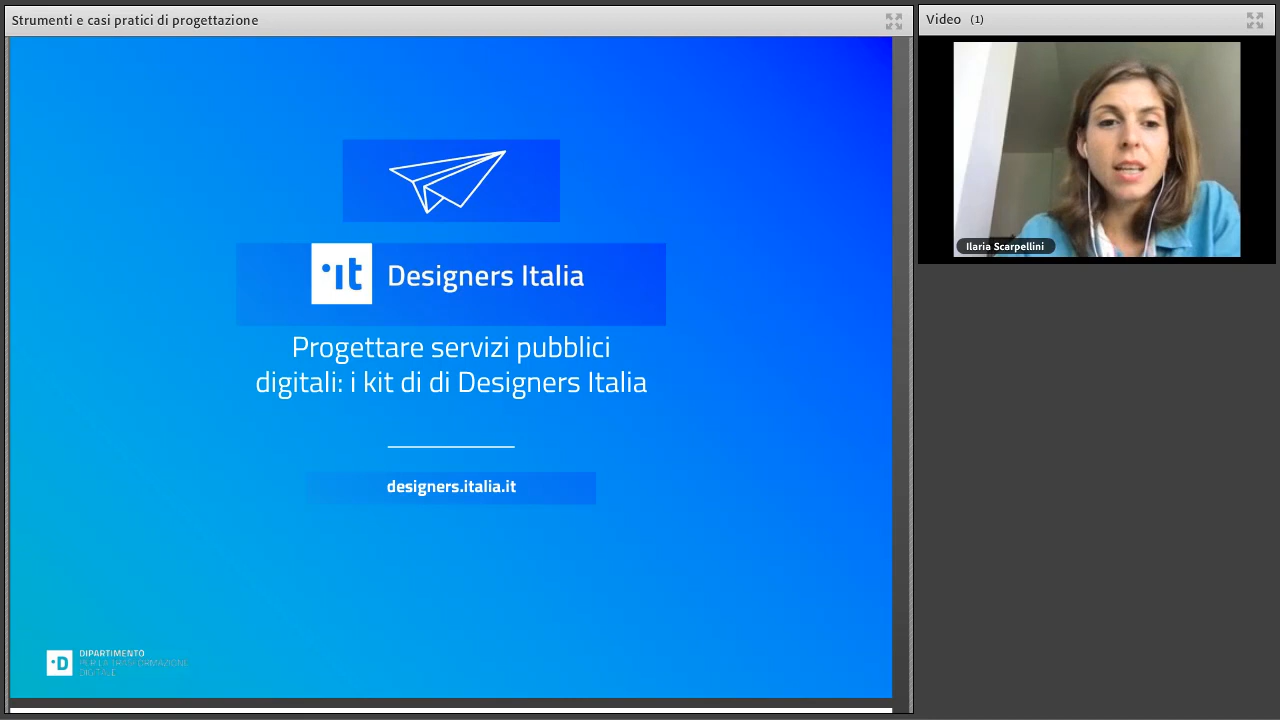 Strumenti e casi pratici di progettazione
Video (1)
Ilaria Scarpellini
·ıt Designers Italia
Progettare servizi pubblici
digitali: i kit di di Designers Italia
designers.italia.it
·D DIPARTIMENTO
PER LA TRASFORMAZIONE
DIGITALE